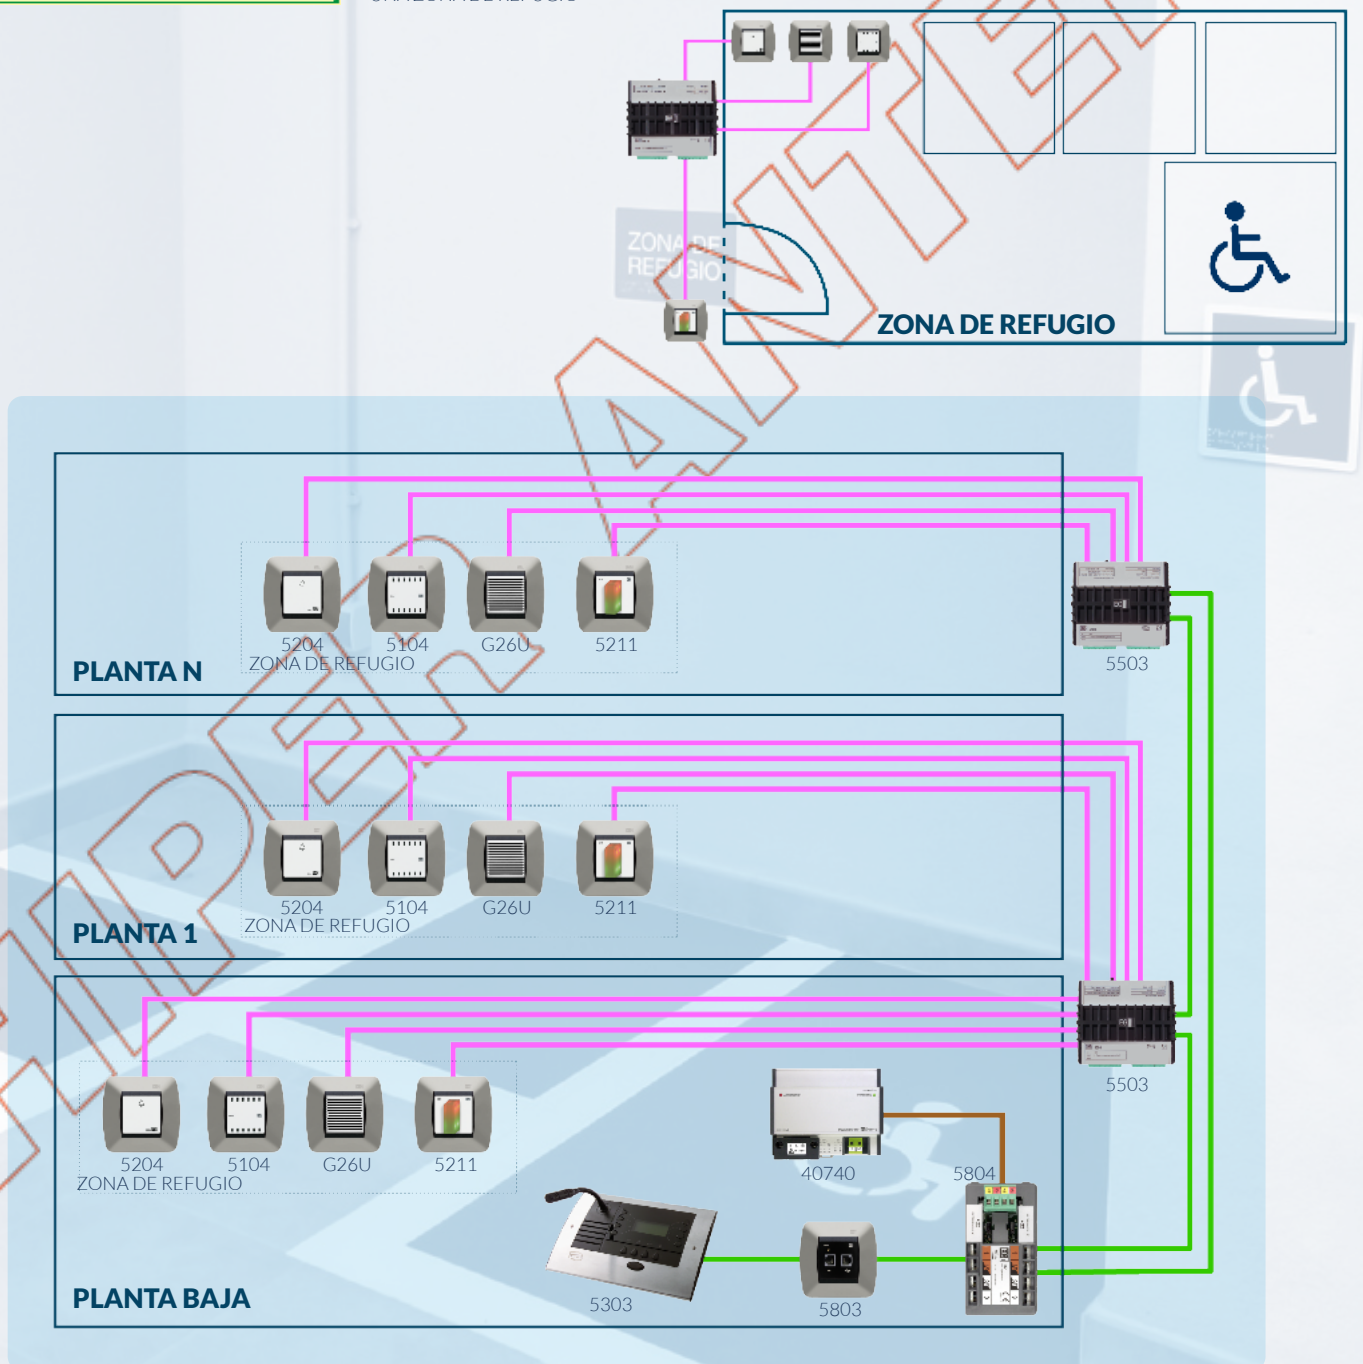 ZONA DE
REFUGIO
ZONA DE REFUGIO
5204
5104
G26U
5211
ZONA DE REFUGIO
PLANTA N
5503
5204
5104
G26U
5211
ZONA DE REFUGIO
PLANTA 1
5503
5204
5104
G26U
5211
ZONA DE REFUGIO
40740
5804
5303
5803
PLANTA BAJA